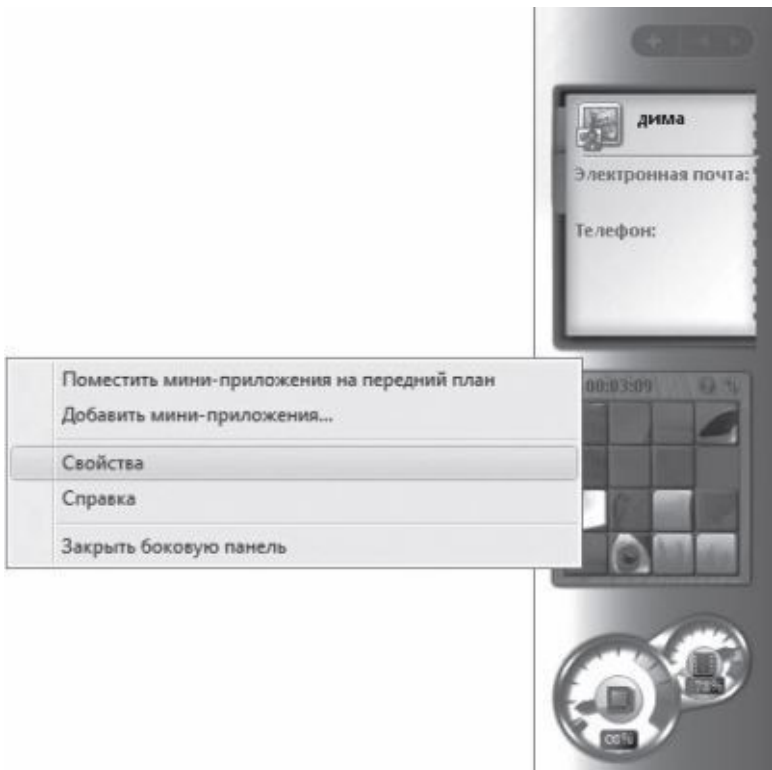 дима
Электронная почта:
Телефон:
Поместить мини-приложения на передний план
Добавить мини-приложения...
Свойства
Справка
Закрыть боковую панель
00:03:09